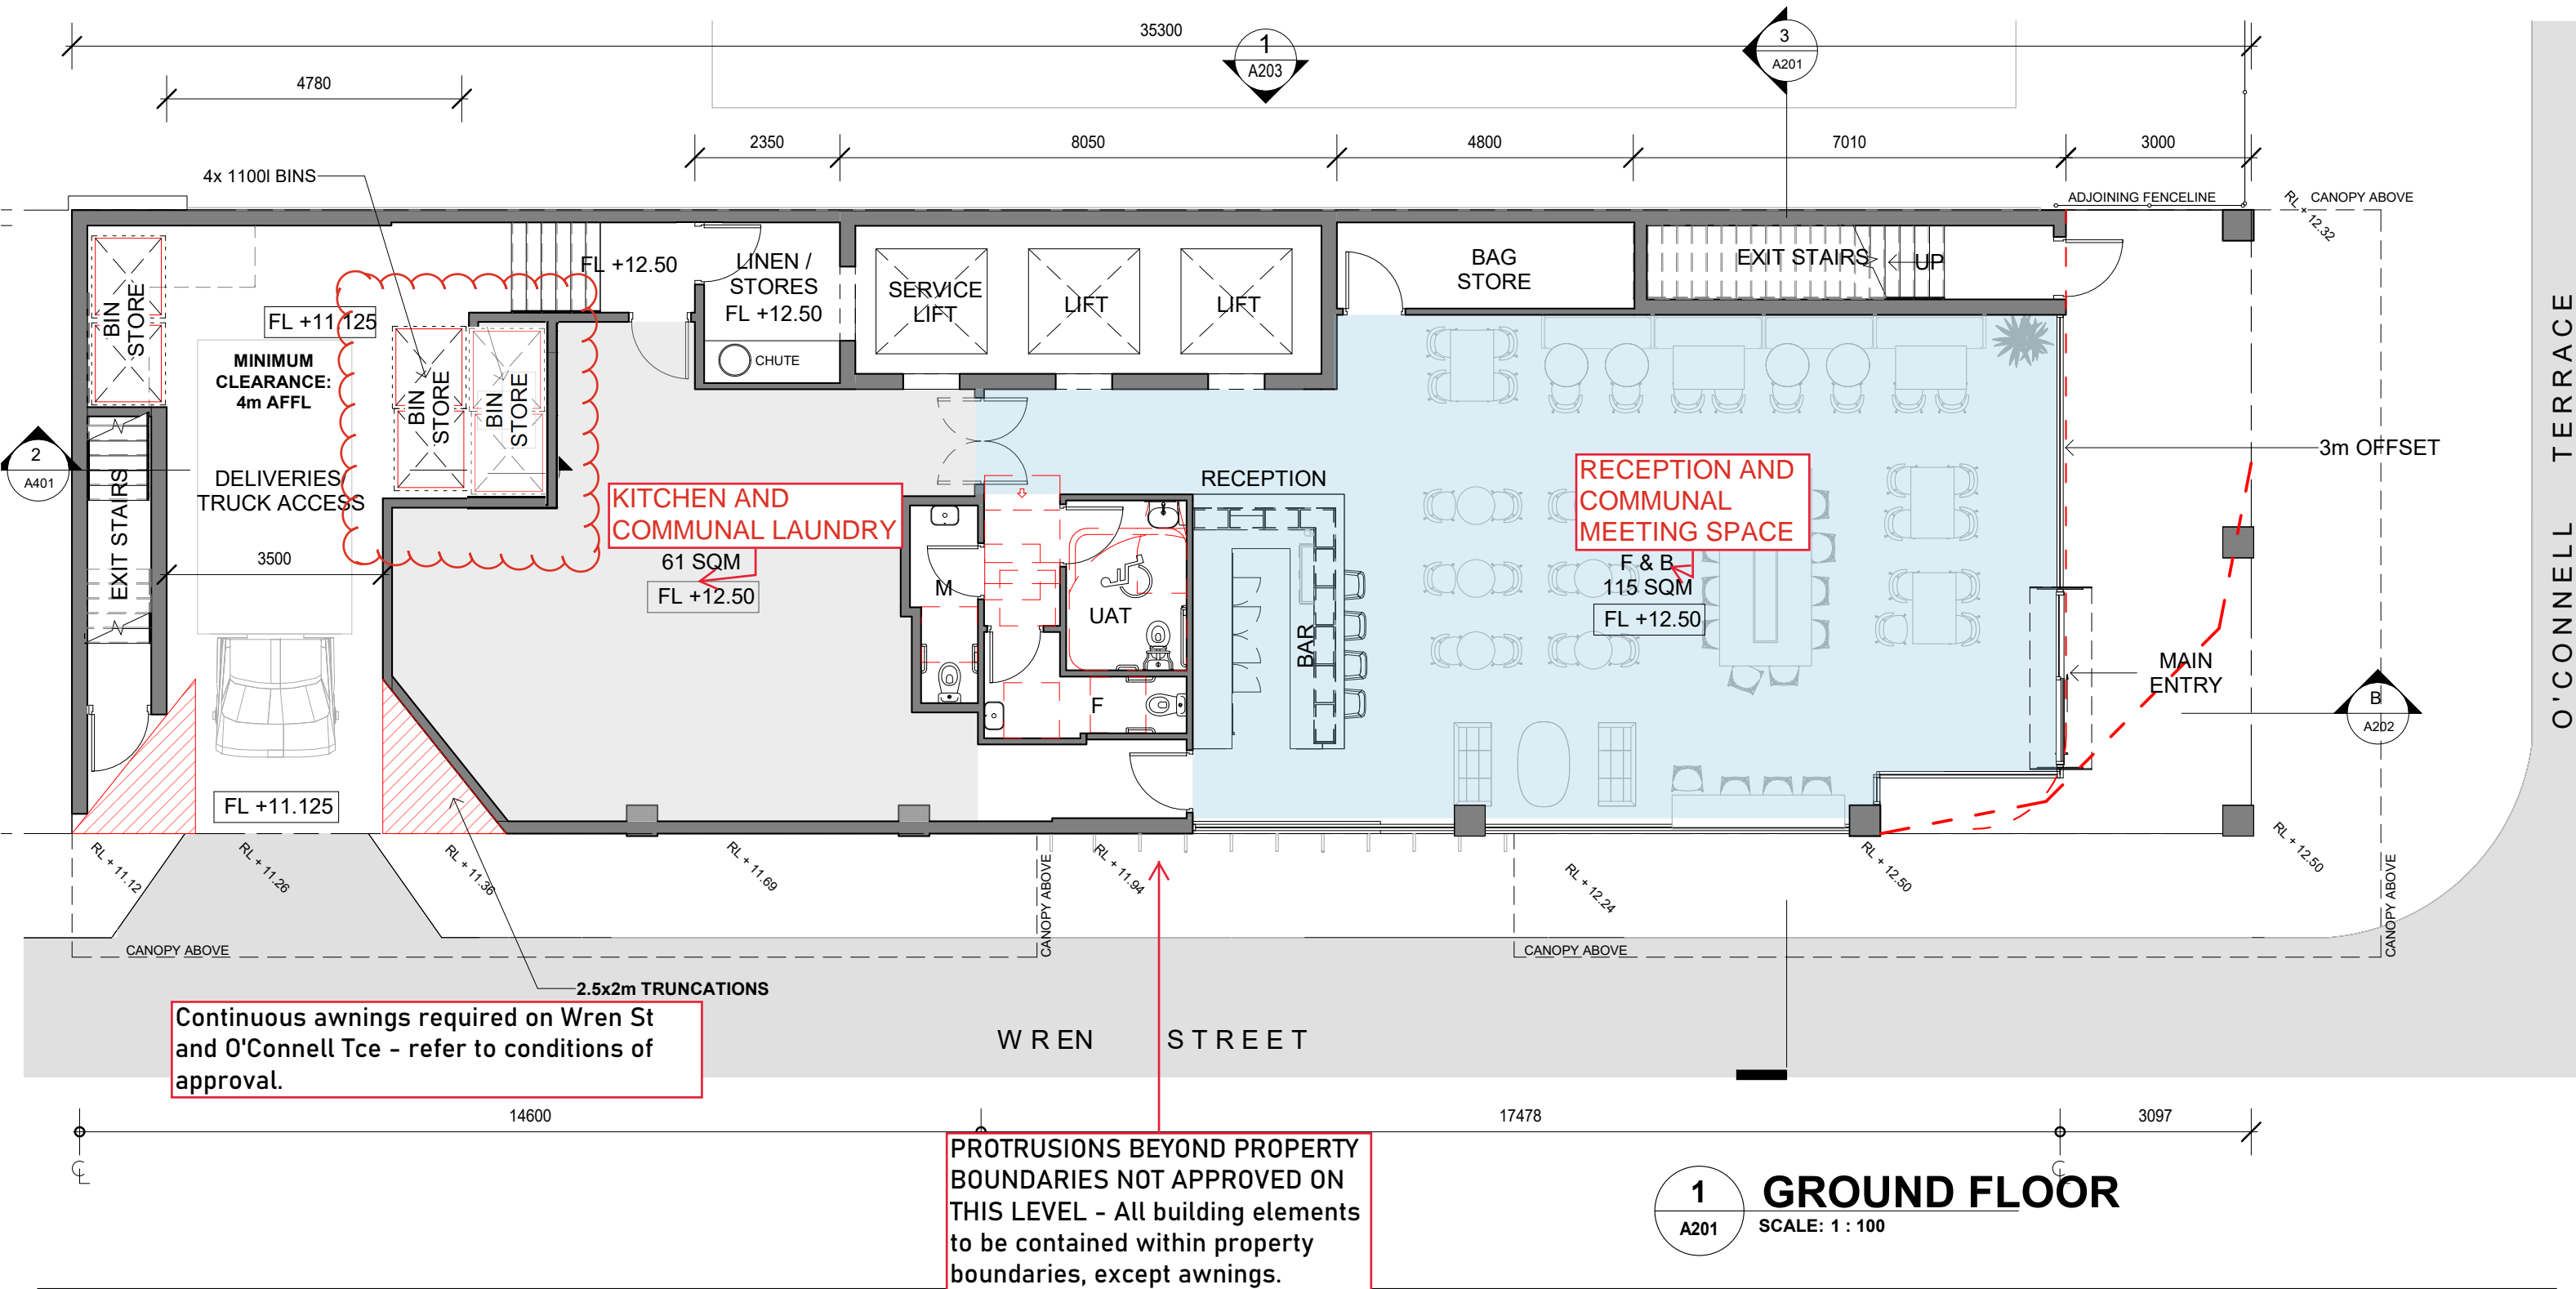 35300
1
A203
3
A201
4780
2350
8050
4800
7010
3000
4x 1100l BINS
ADJOINING FENCELINE
RL + 12.32
CANOPY ABOVE
BIN
STORE
FL +12.50
LINEN /
STORES
FL +12.50
SERVICE
LIFT
LIFT
LIFT
BAG
STORE
EXIT STAIRS
UP
FL +11.125
MINIMUM
CLEARANCE:
4m AFFL
CHUTE
BIN
STORE
BIN
STORE
2
A401
EXIT STAIRS
DELIVERIES/
TRUCK ACCESS
3500
KITCHEN AND
COMMUNAL LAUNDRY
61 SQM
FL +12.50
RECEPTION
RECEPTION AND
COMMUNAL
MEETING SPACE
F & B
115 SQM
FL +12.50
3m OFFSET
O'CONNELL TERRACE
M
UAT
F
BAR
MAIN
ENTRY
B
A202
FL +11.125
RL + 11.12
RL + 11.26
RL + 11.36
RL + 11.69
RL + 11.94
RL + 12.24
RL + 12.50
RL + 12.50
CANOPY ABOVE
CANOPY ABOVE
CANOPY ABOVE
CANOPY ABOVE
2.5x2m TRUNCATIONS
Continuous awnings required on Wren St
and O'Connell Tce - refer to conditions of
approval.
WREN STREET
14600
17478
3097
PROTRUSIONS BEYOND PROPERTY
BOUNDARIES NOT APPROVED ON
THIS LEVEL - All building elements
to be contained within property
boundaries, except awnings.
1
A201
GROUND FLOOR
SCALE: 1 : 100